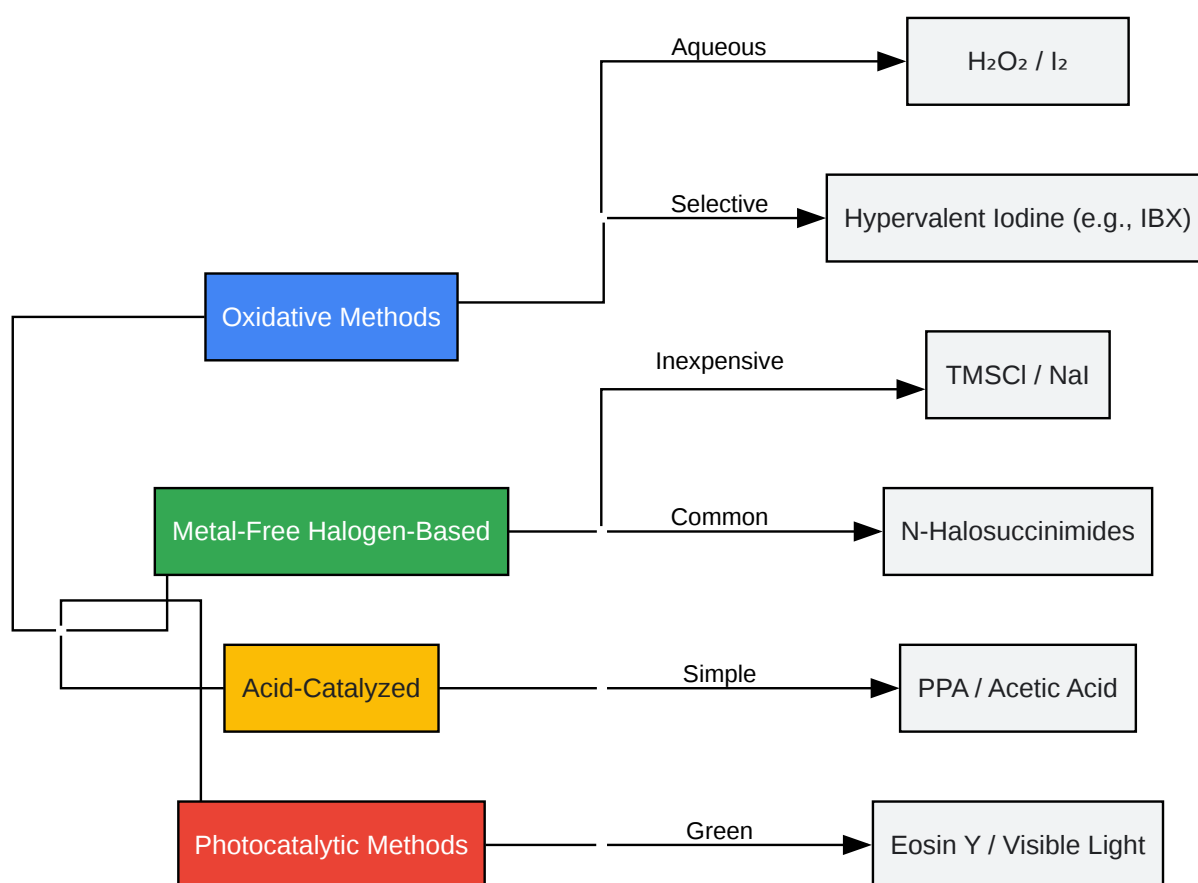 Aqueous
H₂O₂ / I₂
Selective
Hypervalent Iodine (e.g., IBX)
Oxidative Methods
Inexpensive
TMSCl / NaI
Metal-Free Halogen-Based
Common
N-Halosuccinimides
Acid-Catalyzed
Simple
PPA / Acetic Acid
Photocatalytic Methods
Green
Eosin Y / Visible Light